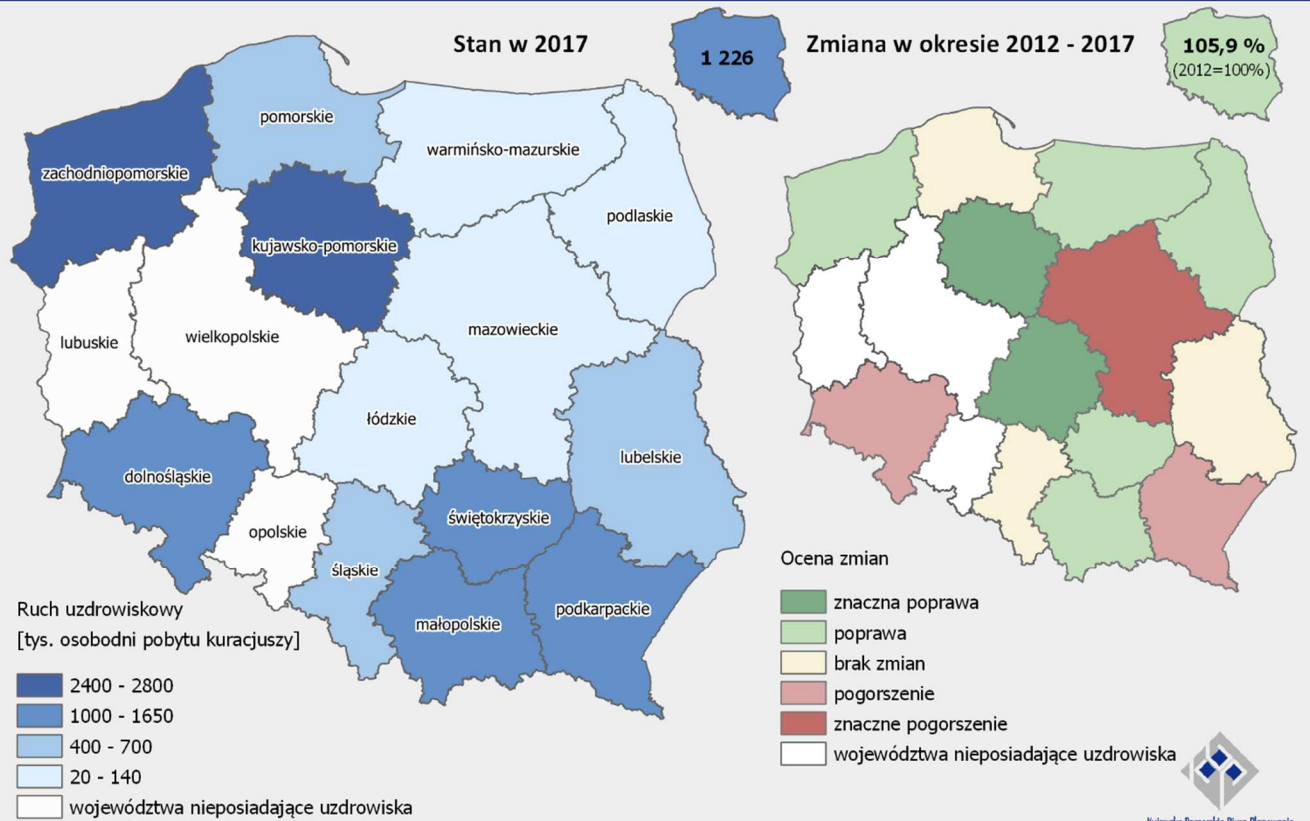 Stan w 2017
1 226
Zmiana w okresie 2012 - 2017
105,9 %
(2012=100%)
pomorskie
warmińsko-mazurskie
zachodniopomorskie
podlaskie
kujawsko-pomorskie
mazowieckie
wielkopolskie
lubuskie
łódzkie
lubelskie
dolnośląskie
świętokrzyskie
opolskie
śląskie
podkarpackie
małopolskie
Ruch uzdrowiskowy
[tys. osobodni pobytu kuracjuszy]
2400 - 2800
1000 - 1650
400 - 700
20 - 140
województwa nieposiadające uzdrowiska
Ocena zmian
znaczna poprawa
poprawa
brak zmian
pogorszenie
znaczne pogorszenie
województwa nieposiadające uzdrowiska